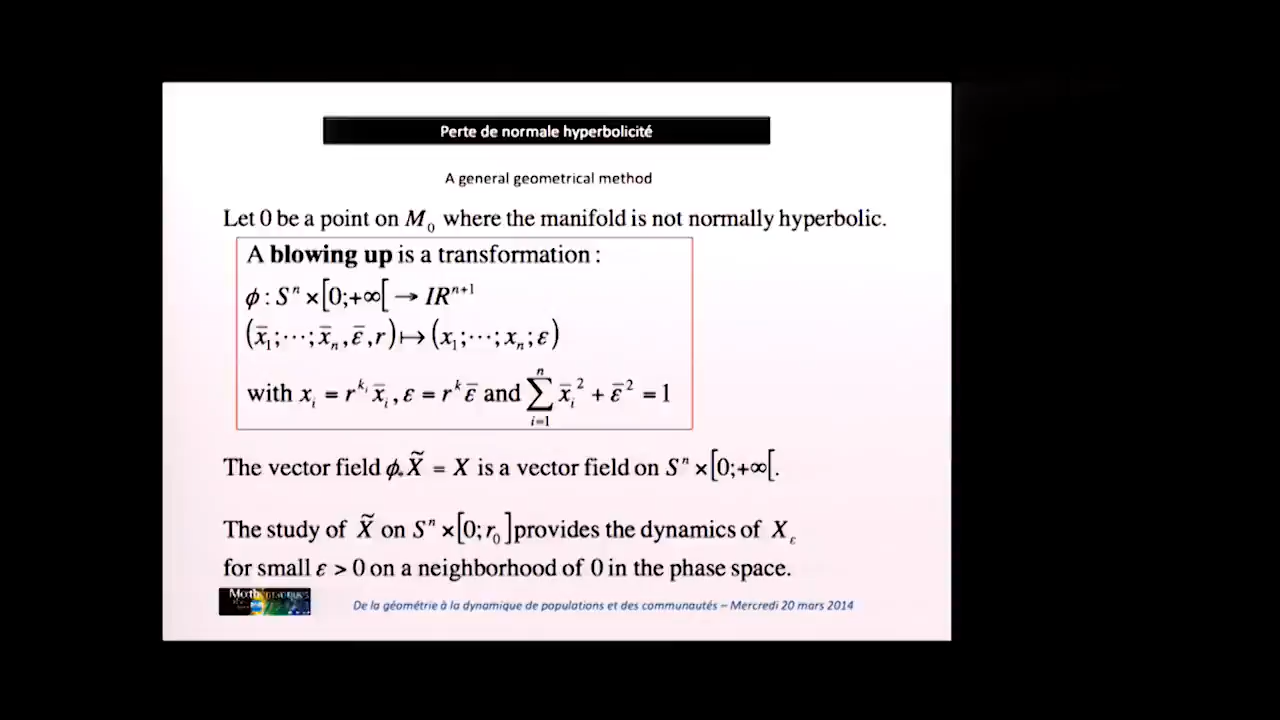 Perte de normale hyperbolicité
A general geometrical method
Let 0 be a point on M₀ where the manifold is not normally hyperbolic.
A blowing up is a transformation :
ϕ : Sⁿ × [0;+∞[ → IRⁿ⁺¹
(x̄₁;⋯;x̄ₙ,ε̄,r) ↦ (x₁;⋯;xₙ;ε)
with xᵢ = r^{kᵢ} x̄ᵢ, ε = r^k ε̄ and ∑_{i=1}^{n} x̄ᵢ² + ε̄² = 1
The vector field ϕ*X̃ = X is a vector field on Sⁿ × [0;+∞[.
The study of X̃ on Sⁿ × [0; r₀] provides the dynamics of X_ε
for small ε > 0 on a neighborhood of 0 in the phase space.
De la géométrie à la dynamique de populations et des communautés – Mercredi 20 mars 2014